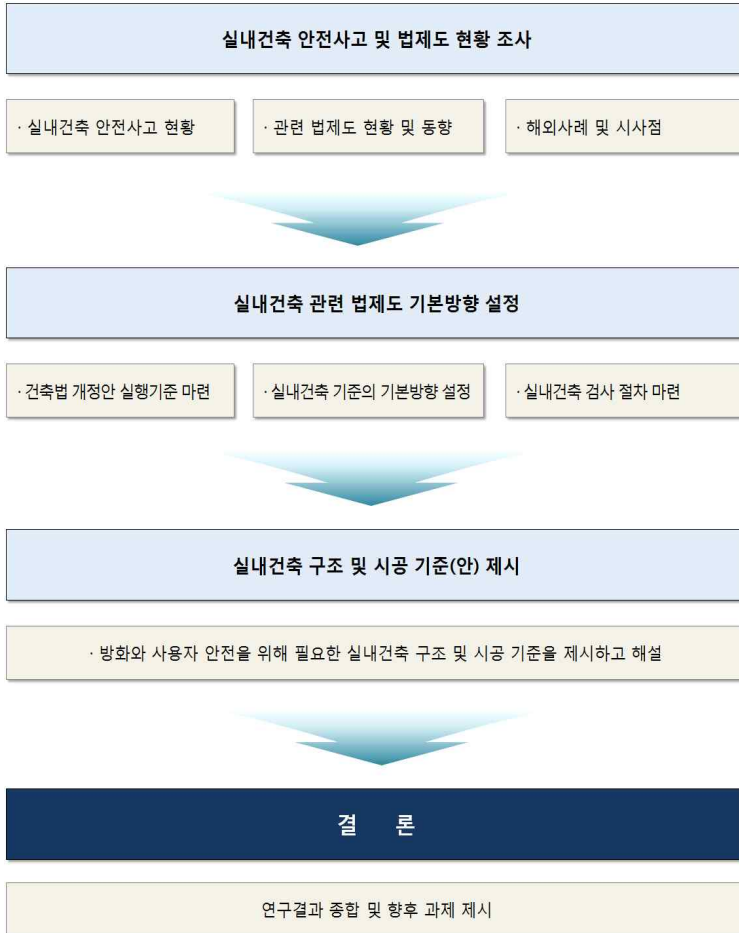 실내건축 안전사고 및 법제도 현황 조사
· 실내건축 안전사고 현황
· 관련 법제도 현황 및 동향
· 해외사례 및 시사점
실내건축 관련 법제도 기본방향 설정
· 건축법 개정안 실행기준 마련
· 실내건축 기준의 기본방향 설정
· 실내건축 검사 절차 마련
실내건축 구조 및 시공 기준(안) 제시
· 방화와 사용자 안전을 위해 필요한 실내건축 구조 및 시공 기준을 제시하고 해설
결 론
연구결과 종합 및 향후 과제 제시